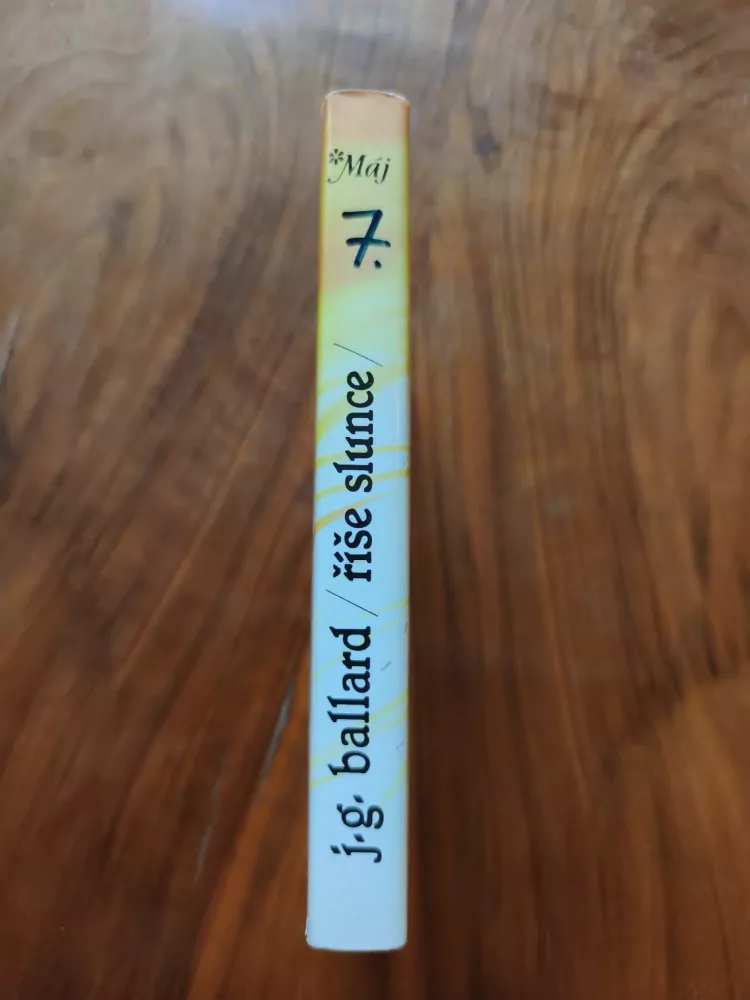 *Máj
7.
j.g. ballard / říše slunce /